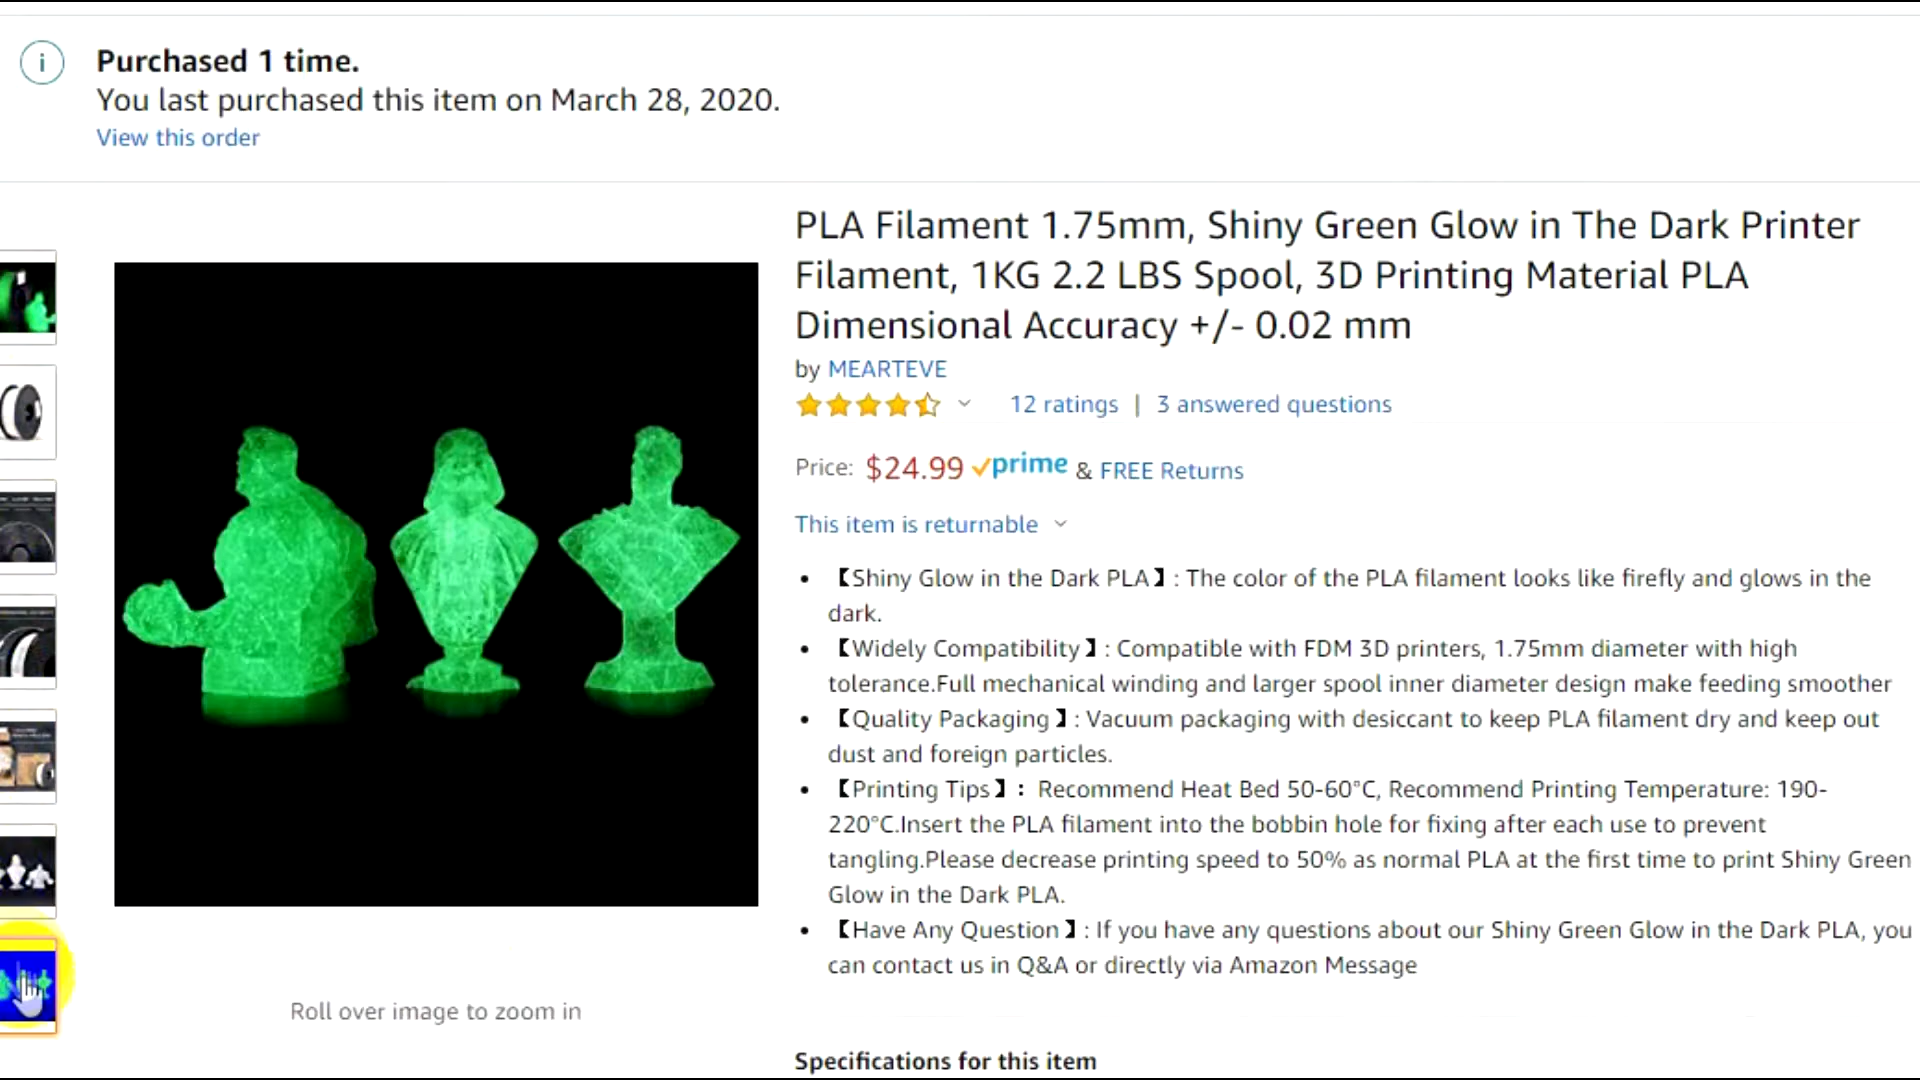 Purchased 1 time.
You last purchased this item on March 28, 2020.
View this order
PLA Filament 1.75mm, Shiny Green Glow in The Dark Printer
Filament, 1KG 2.2 LBS Spool, 3D Printing Material PLA
Dimensional Accuracy +/- 0.02 mm
by MEARTEVE
12 ratings | 3 answered questions
Price: $24.99 prime & FREE Returns
This item is returnable
• 【Shiny Glow in the Dark PLA】: The color of the PLA filament looks like firefly and glows in the
dark.
• 【Widely Compatibility】: Compatible with FDM 3D printers, 1.75mm diameter with high
tolerance.Full mechanical winding and larger spool inner diameter design make feeding smoother
• 【Quality Packaging】: Vacuum packaging with desiccant to keep PLA filament dry and keep out
dust and foreign particles.
• 【Printing Tips】: Recommend Heat Bed 50-60°C, Recommend Printing Temperature: 190-
220°C.Insert the PLA filament into the bobbin hole for fixing after each use to prevent
tangling.Please decrease printing speed to 50% as normal PLA at the first time to print Shiny Green
Glow in the Dark PLA.
• 【Have Any Question】: If you have any questions about our Shiny Green Glow in the Dark PLA, you
can contact us in Q&A or directly via Amazon Message
Roll over image to zoom in
Specifications for this item